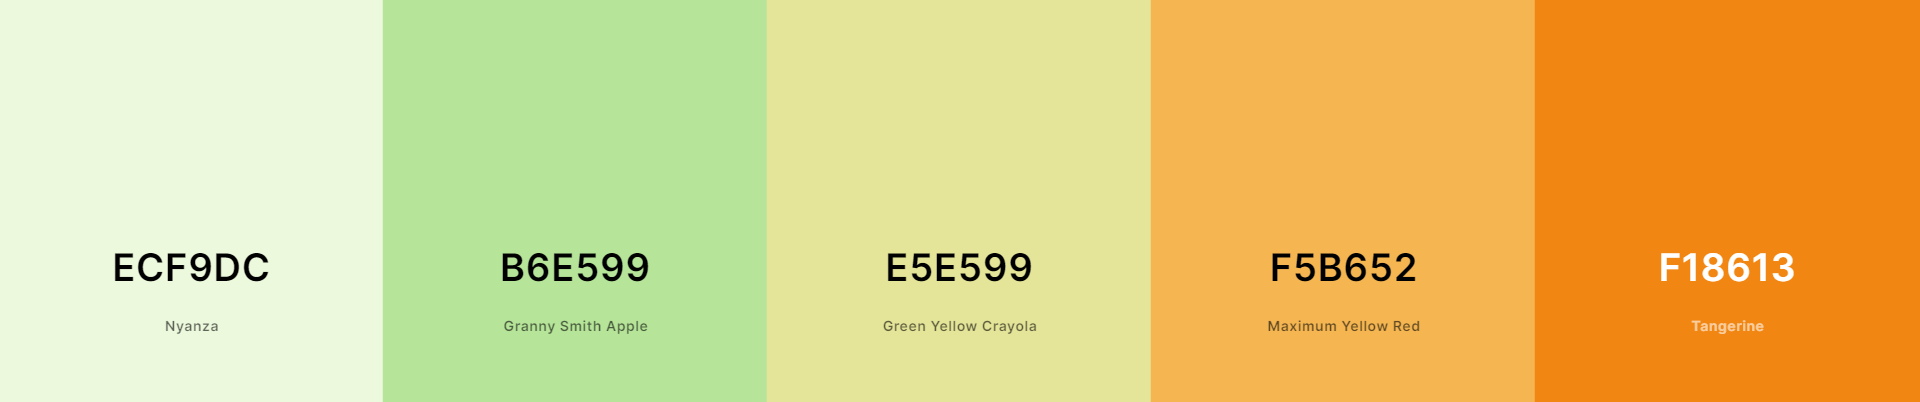 ECF9DC
Nyanza
B6E599
Granny Smith Apple
E5E599
Green Yellow Crayola
F5B652
Maximum Yellow Red
F18613
Tangerine